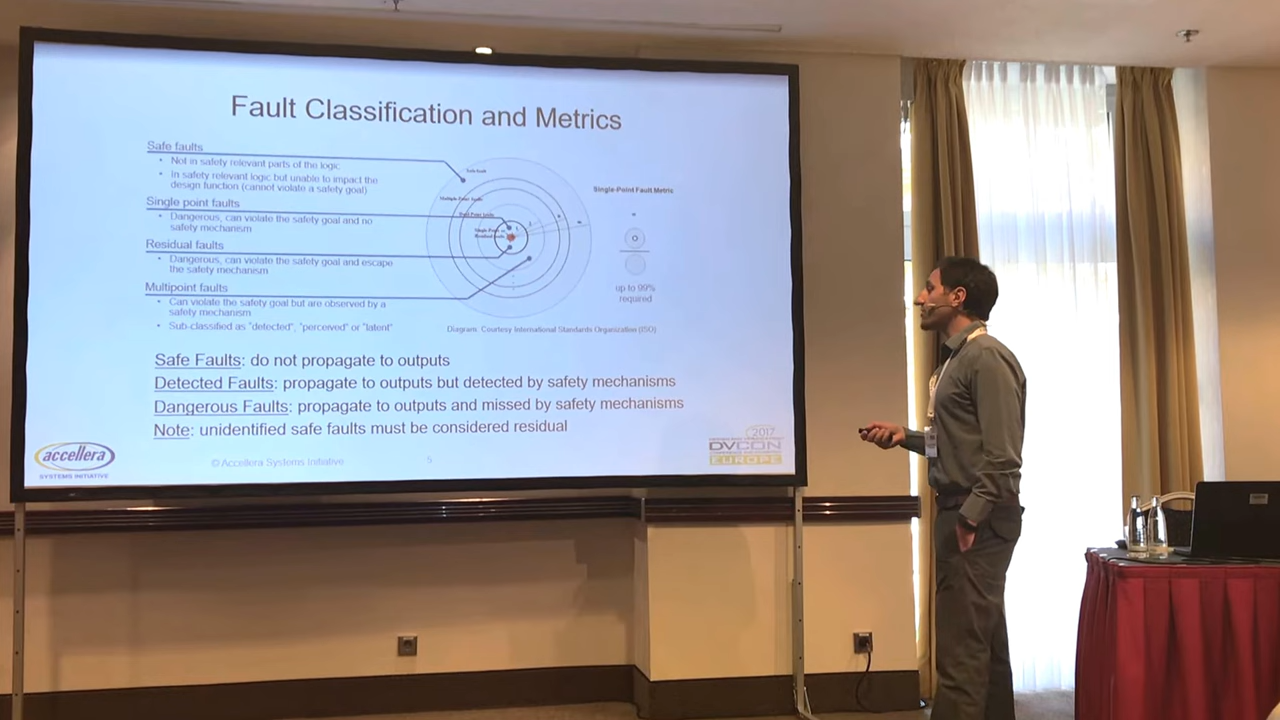 Fault Classification and Metrics
Safe faults
• Not in safety relevant parts of the logic
• In safety relevant logic but unable to impact the
design function (cannot violate a safety goal)
Single point faults
• Dangerous, can violate the safety goal and no
safety mechanism
Residual faults
• Dangerous, can violate the safety goal and escape
the safety mechanism
Multipoint faults
• Can violate the safety goal but are observed by a
safety mechanism
• Sub-classified as "detected", "perceived" or "latent"
Safe fault
Single-Point Fault Metric
up to 99%
required
Diagram: Courtesy International Standards Organization (ISO)
Safe Faults: do not propagate to outputs
Detected Faults: propagate to outputs but detected by safety mechanisms
Dangerous Faults: propagate to outputs and missed by safety mechanisms
Note: unidentified safe faults must be considered residual
accellera
SYSTEMS INITIATIVE
© Accellera Systems Initiative
5
2017
DVCON
EUROPE